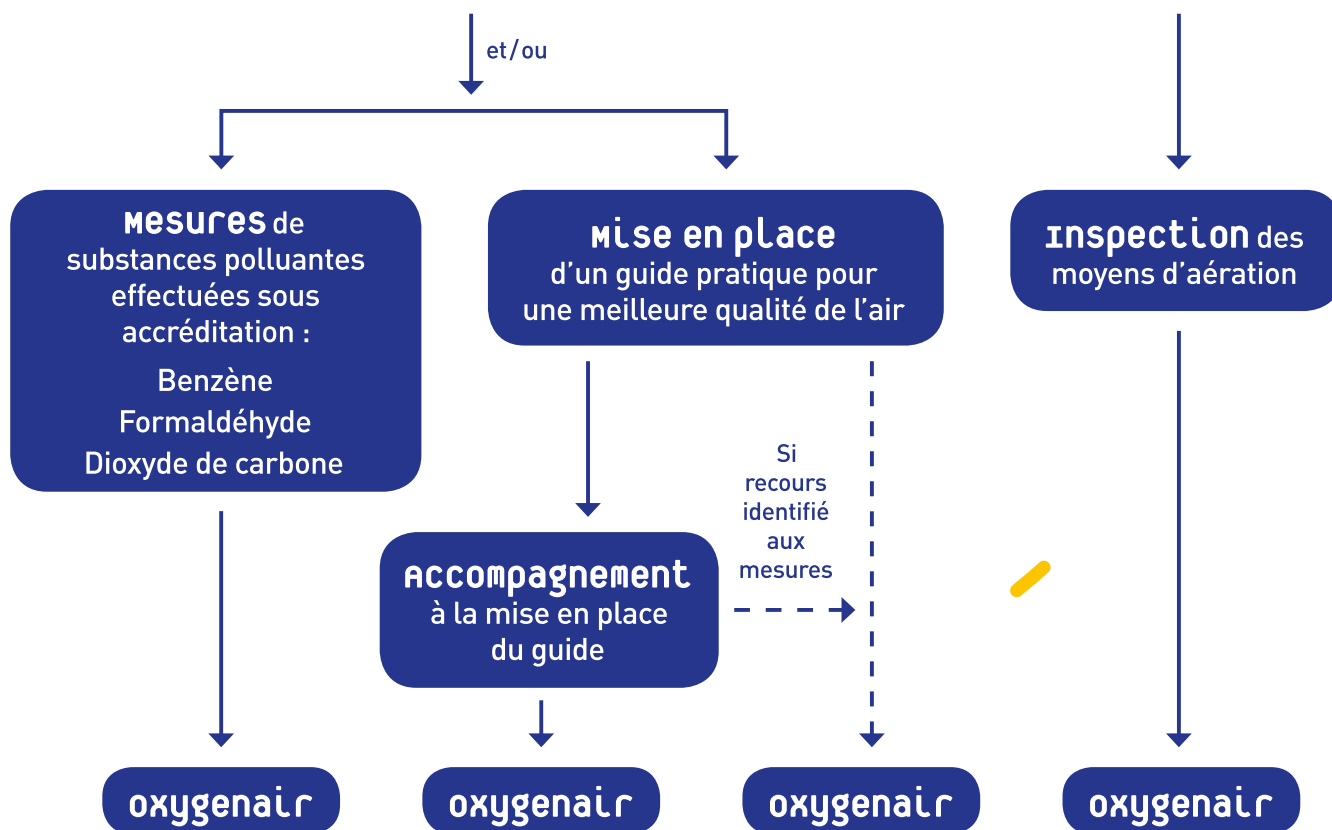 et/ou
Mesures de
substances polluantes
effectuées sous
accréditation :
Benzène
Formaldéhyde
Dioxyde de carbone
Mise en place
d'un guide pratique pour
une meilleure qualité de l'air
Inspection des
moyens d'aération
Si
recours
identifié
aux
mesures
Accompagnement
à la mise en place
du guide
oxygenair
oxygenair
oxygenair
oxygenair